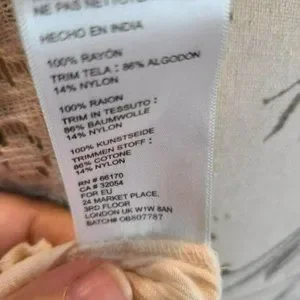 NE PAS NETTOYER
HECHO EN INDIA
100% RAYÓN
TRIM TELA : 86% ALGODON
14% NYLON
100% RAION
TRIM IN TESSUTO :
86% BAUMWOLLE
14% NYLON
100% KUNSTSEIDE
TRIMMEN STOFF :
86% COTONE
14% NYLON
RN # 66170
CA # 32054
FOR EU
24 MARKET PLACE,
3RD FLOOR
LONDON UK W1W 8AN
BATCH# OB807787